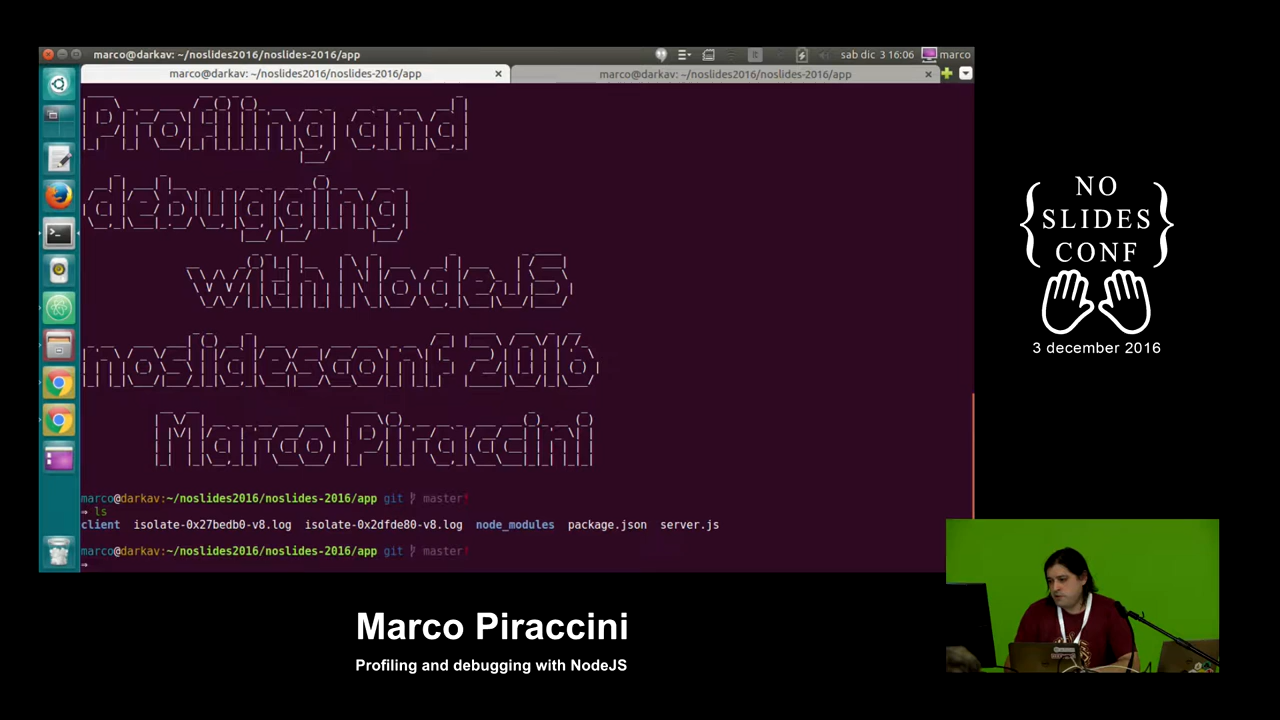 marco@darkav: ~/noslides2016/noslides-2016/app
sab dic 3 16:06 marco
marco@darkav: ~/noslides2016/noslides-2016/app
marco@darkav: ~/noslides2016/noslides-2016/app
Profiling and
debugging
with NodeJS
noslidesconf 2016
Marco Piraccini
marco@darkav:~/noslides2016/noslides-2016/app git master!
⇒ ls
client isolate-0x27bedb0-v8.log isolate-0x2dfde80-v8.log node_modules package.json server.js
marco@darkav:~/noslides2016/noslides-2016/app git master!
⇒
{ NO
SLIDES
CONF }
3 december 2016
Marco Piraccini
Profiling and debugging with NodeJS